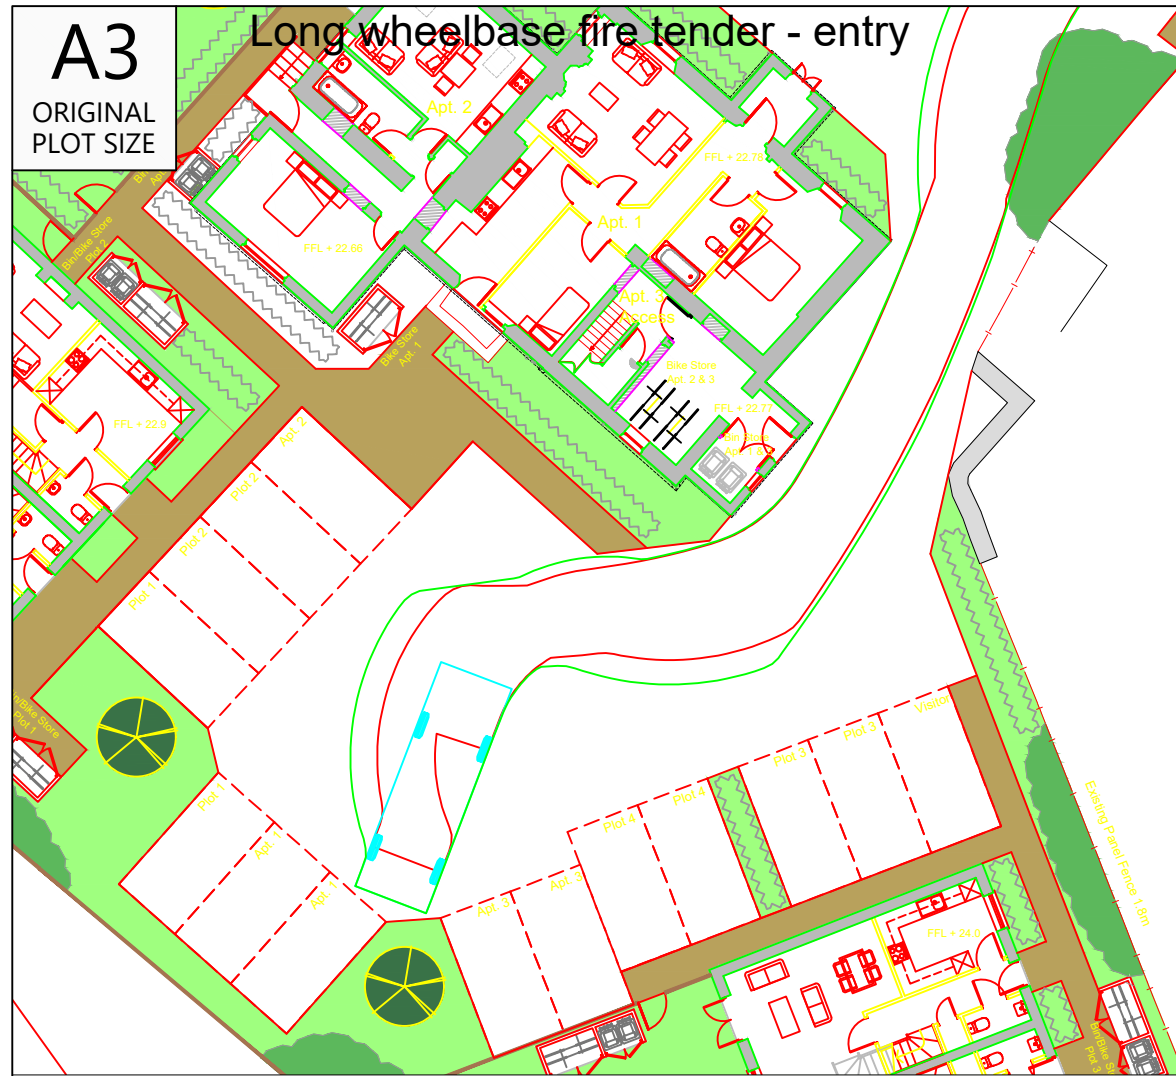 A3
ORIGINAL
PLOT SIZE
Long wheelbase fire tender - entry
Apt. 2
FFL + 22.78
Apt. 1
FFL + 22.66
Bin/Bike Store
Plot 2
Apt. 3
Access
Bike Store
Apt. 1
Bike Store
Apt. 2 & 3
FFL + 22.77
Bin Store
FFL + 22.9
Apt. 2
Plot 2
Plot 2
Plot 1
Bin/Bike Store
Plot 1
Plot 1
Apt. 1
Apt. 1
Apt. 3
Apt. 3
Plot 4
Plot 4
Plot 3
Plot 3
Visitor
Existing Panel Fence 1.8m
FFL + 24.0
Plot 3